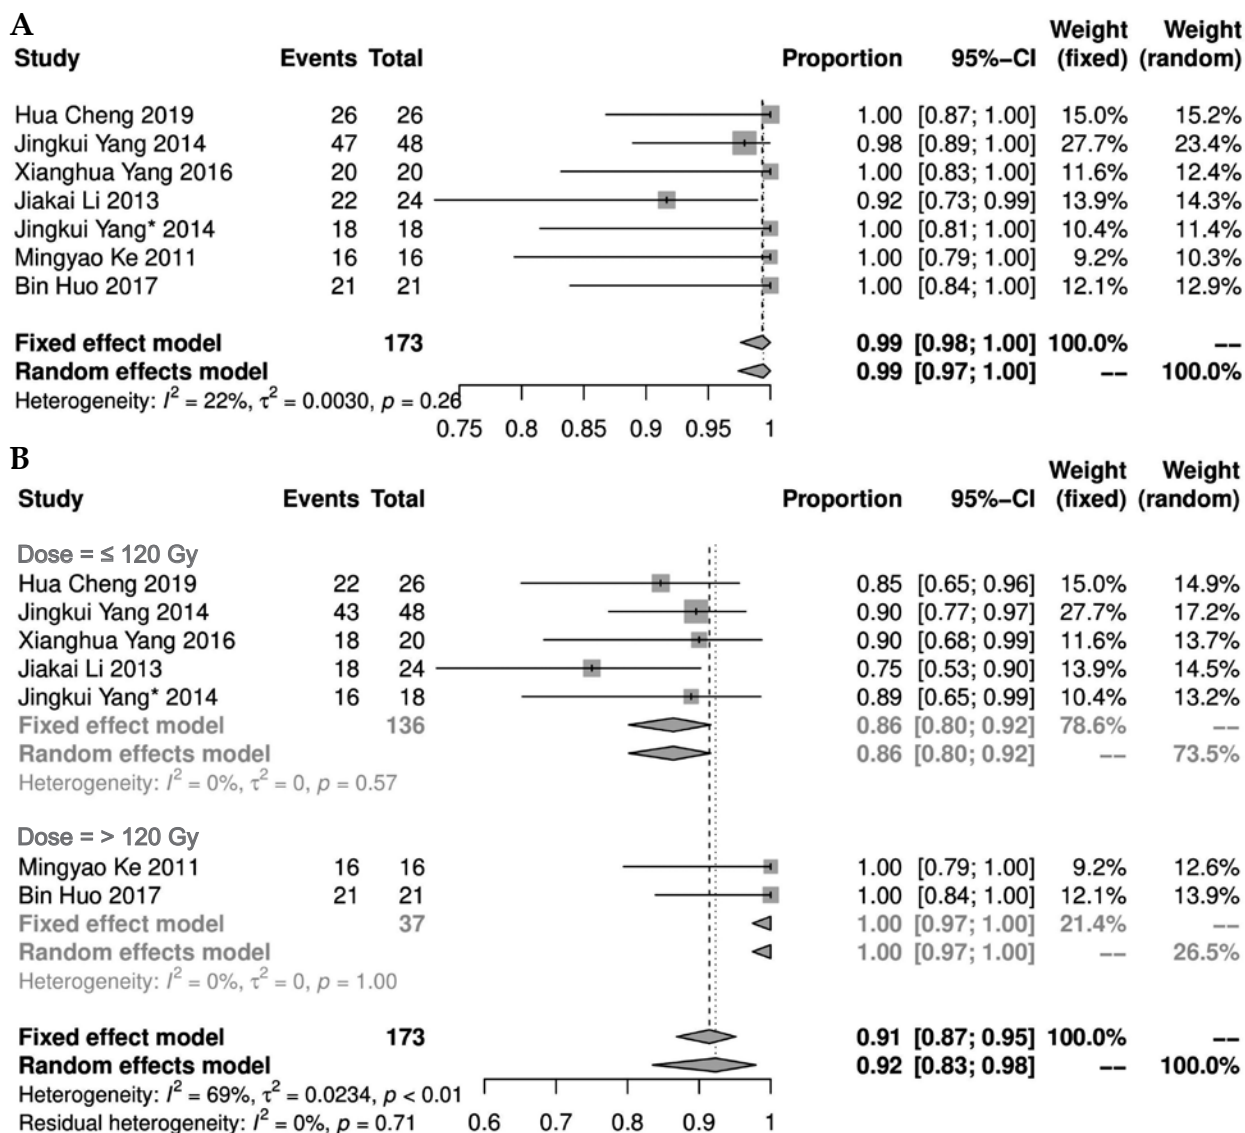 A
Weight Weight
Study Events Total Proportion 95%−CI (fixed) (random)
Hua Cheng 2019 26 26 1.00 [0.87; 1.00] 15.0% 15.2%
Jingkui Yang 2014 47 48 0.98 [0.89; 1.00] 27.7% 23.4%
Xianghua Yang 2016 20 20 1.00 [0.83; 1.00] 11.6% 12.4%
Jiakai Li 2013 22 24 0.92 [0.73; 0.99] 13.9% 14.3%
Jingkui Yang* 2014 18 18 1.00 [0.81; 1.00] 10.4% 11.4%
Mingyao Ke 2011 16 16 1.00 [0.79; 1.00] 9.2% 10.3%
Bin Huo 2017 21 21 1.00 [0.84; 1.00] 12.1% 12.9%
Fixed effect model 173 0.99 [0.98; 1.00] 100.0% −−
Random effects model 0.99 [0.97; 1.00] −− 100.0%
Heterogeneity: I² = 22%, τ² = 0.0030, p = 0.26
0.75 0.8 0.85 0.9 0.95 1
B
Weight Weight
Study Events Total Proportion 95%−CI (fixed) (random)
Dose = ≤ 120 Gy
Hua Cheng 2019 22 26 0.85 [0.65; 0.96] 15.0% 14.9%
Jingkui Yang 2014 43 48 0.90 [0.77; 0.97] 27.7% 17.2%
Xianghua Yang 2016 18 20 0.90 [0.68; 0.99] 11.6% 13.7%
Jiakai Li 2013 18 24 0.75 [0.53; 0.90] 13.9% 14.5%
Jingkui Yang* 2014 16 18 0.89 [0.65; 0.99] 10.4% 13.2%
Fixed effect model 136 0.86 [0.80; 0.92] 78.6% −−
Random effects model 0.86 [0.80; 0.92] −− 73.5%
Heterogeneity: I² = 0%, τ² = 0, p = 0.57
Dose = > 120 Gy
Mingyao Ke 2011 16 16 1.00 [0.79; 1.00] 9.2% 12.6%
Bin Huo 2017 21 21 1.00 [0.84; 1.00] 12.1% 13.9%
Fixed effect model 37 1.00 [0.97; 1.00] 21.4% −−
Random effects model 1.00 [0.97; 1.00] −− 26.5%
Heterogeneity: I² = 0%, τ² = 0, p = 1.00
Fixed effect model 173 0.91 [0.87; 0.95] 100.0% −−
Random effects model 0.92 [0.83; 0.98] −− 100.0%
Heterogeneity: I² = 69%, τ² = 0.0234, p < 0.01
Residual heterogeneity: I² = 0%, p = 0.71
0.6 0.7 0.8 0.9 1